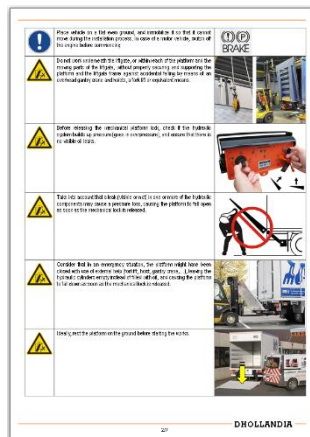 Place vehicle on a flat even ground, and immobilize it so that it cannot
move during the installation process. In case of a motor vehicle, switch off
the engine before commencing.
BRAKE
Do not work underneath the liftgate, or within reach of the platform and the
moving parts of the liftgate, without properly securing and supporting the
platform and the liftgate frame against accidental falling by means of an
overhead gantry crane and hoists, a fork lift or equivalent means.
Before releasing the mechanical platform lock, check if the hydraulic
system builds up pressure (goes in overpressure), and ensure that there is
no visible oil leaks.
Take into account that a leak (visible or not) in one or more of the hydraulic
components may cause a pressure loss, causing the platform to fall open
as soon as the mechanical lock is released.
Consider that in an emergency situation, the platform might have been
closed with use of external help (forklift, hoist, gantry crane, ...), leaving the
hydraulic cylinders empty instead of filled with oil, and causing the platform
to fall down as soon as the mechanical lock is released.
Ideally, rest the platform on the ground before starting the works.
DHOLLANDIA